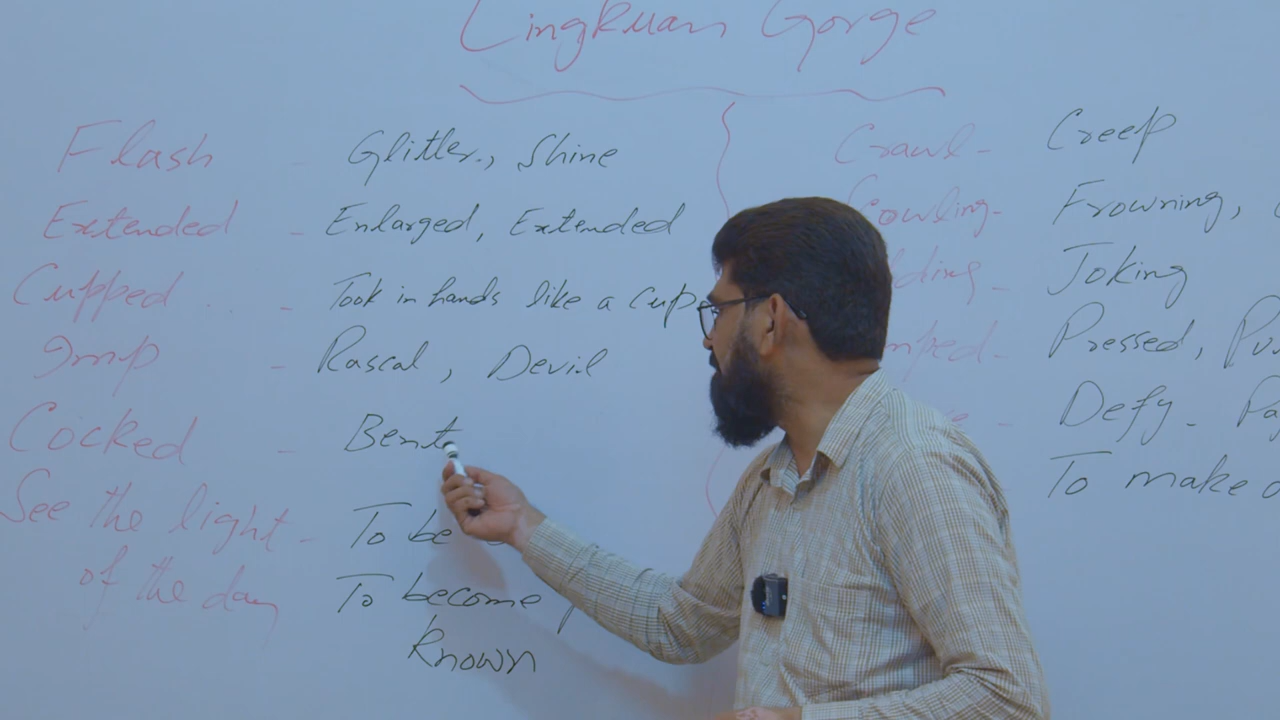 Lingkuan Gorge
Flash - Glitter, Shine
Extended - Enlarged, Extended
Cupped - Took in hands like a cup
Imp - Rascal, Devil
Cocked - Bent
See the light of the day - To be
To become
known
Crawl - Creep
cowling - Frowning,
Joking
Pressed,
Defy -
To make